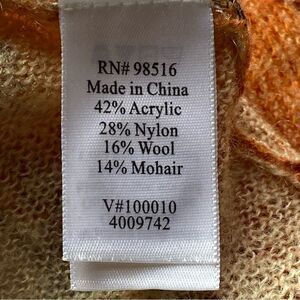 RN# 98516
Made in China
42% Acrylic
28% Nylon
16% Wool
14% Mohair
V#100010
4009742